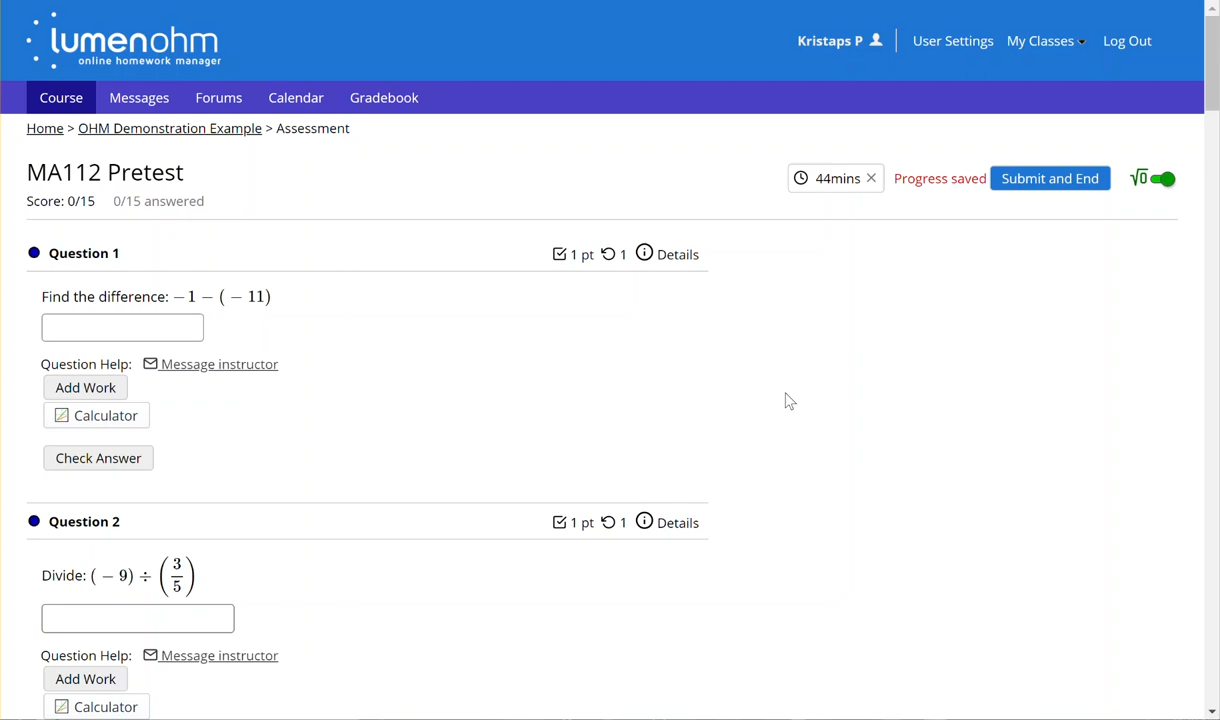 lumenohm
online homework manager
Kristaps P User Settings My Classes Log Out
Course Messages Forums Calendar Gradebook
Home > OHM Demonstration Example > Assessment
MA112 Pretest
44mins × Progress saved Submit and End √0
Score: 0/15 0/15 answered
Question 1 1 pt 1 Details
Find the difference: −1 − ( − 11)
Question Help: Message instructor
Add Work
Calculator
Check Answer
Question 2 1 pt 1 Details
Divide: ( − 9) ÷ (3/5)
Question Help: Message instructor
Add Work
Calculator